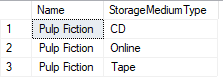 Name StorageMediumType
1 Pulp Fiction CD
2 Pulp Fiction Online
3 Pulp Fiction Tape